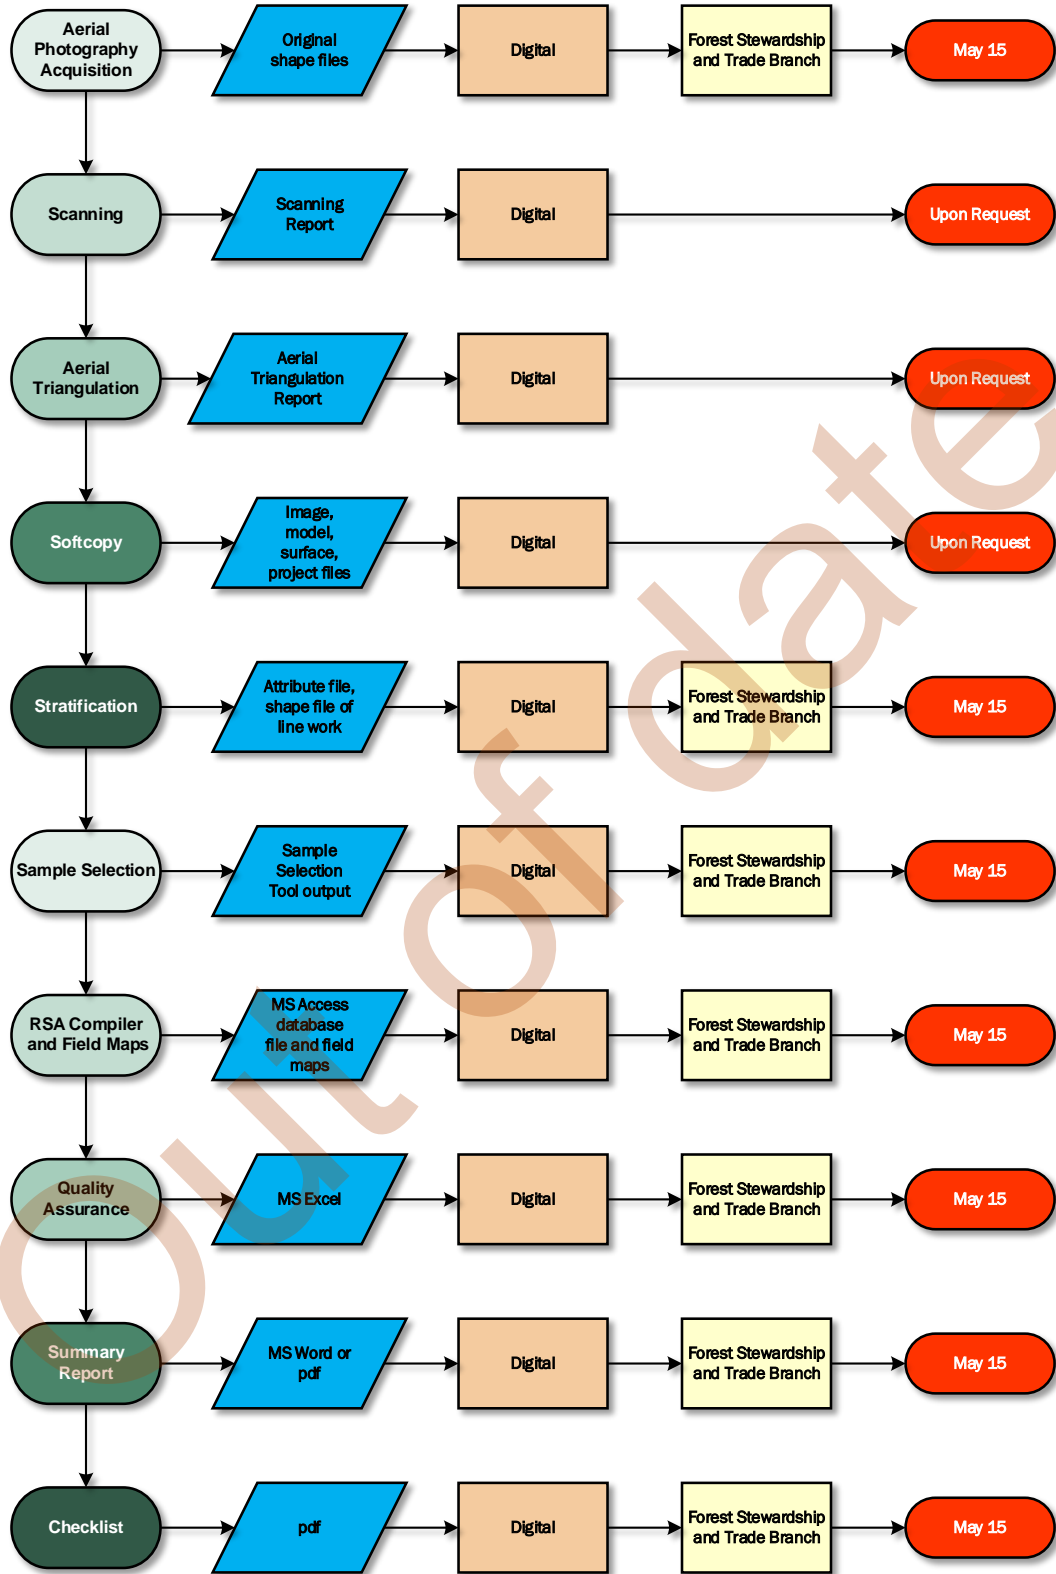 Aerial
Photography
Acquisition
Original
shape files
Digital
Forest Stewardship
and Trade Branch
May 15
Scanning
Scanning
Report
Digital
Upon Request
Aerial
Triangulation
Aerial
Triangulation
Report
Digital
Upon Request
Softcopy
Image,
model,
surface,
project files
Digital
Upon Request
Stratification
Attribute file,
shape file of
line work
Digital
Forest Stewardship
and Trade Branch
May 15
Sample Selection
Sample
Selection
Tool output
Digital
Forest Stewardship
and Trade Branch
May 15
RSA Compiler
and Field Maps
MS Access
database
file and field
maps
Digital
Forest Stewardship
and Trade Branch
May 15
Quality
Assurance
MS Excel
Digital
Forest Stewardship
and Trade Branch
May 15
Summary
Report
MS Word or
pdf
Digital
Forest Stewardship
and Trade Branch
May 15
Checklist
pdf
Digital
Forest Stewardship
and Trade Branch
May 15
Out of date